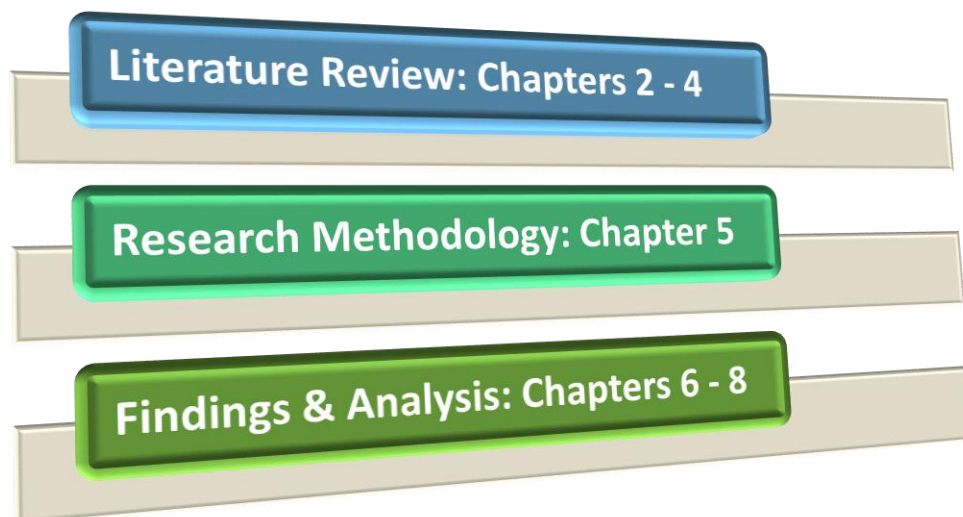 Literature Review: Chapters 2 - 4
Research Methodology: Chapter 5
Findings & Analysis: Chapters 6 - 8